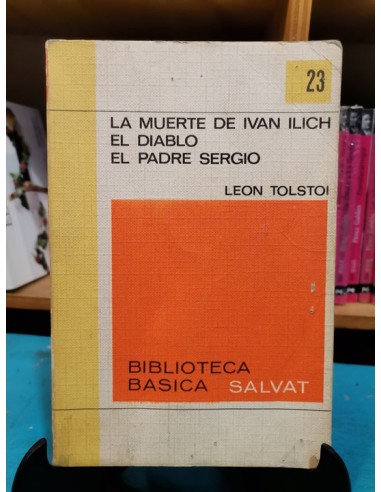 23
LA MUERTE DE IVAN ILICH
EL DIABLO
EL PADRE SERGIO
LEON TOLSTOI
BIBLIOTECA
BASICA SALVAT